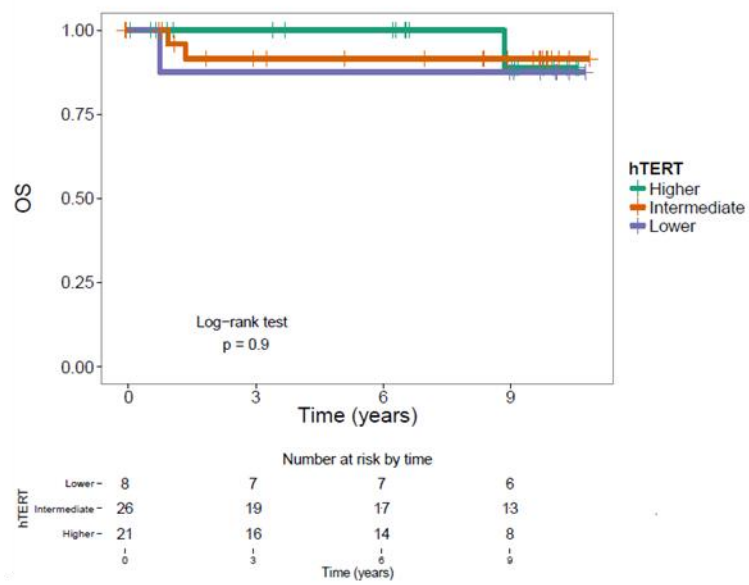 1.00
0.75
0.50
0.25
0.00
OS
Log-rank test
p = 0.9
0 3 6 9
Time (years)
hTERT
Higher
Intermediate
Lower
Number at risk by time
hTERT
Lower 8 7 7 6
Intermediate 26 19 17 13
Higher 21 16 14 8
0 3 6 9
Time (years)